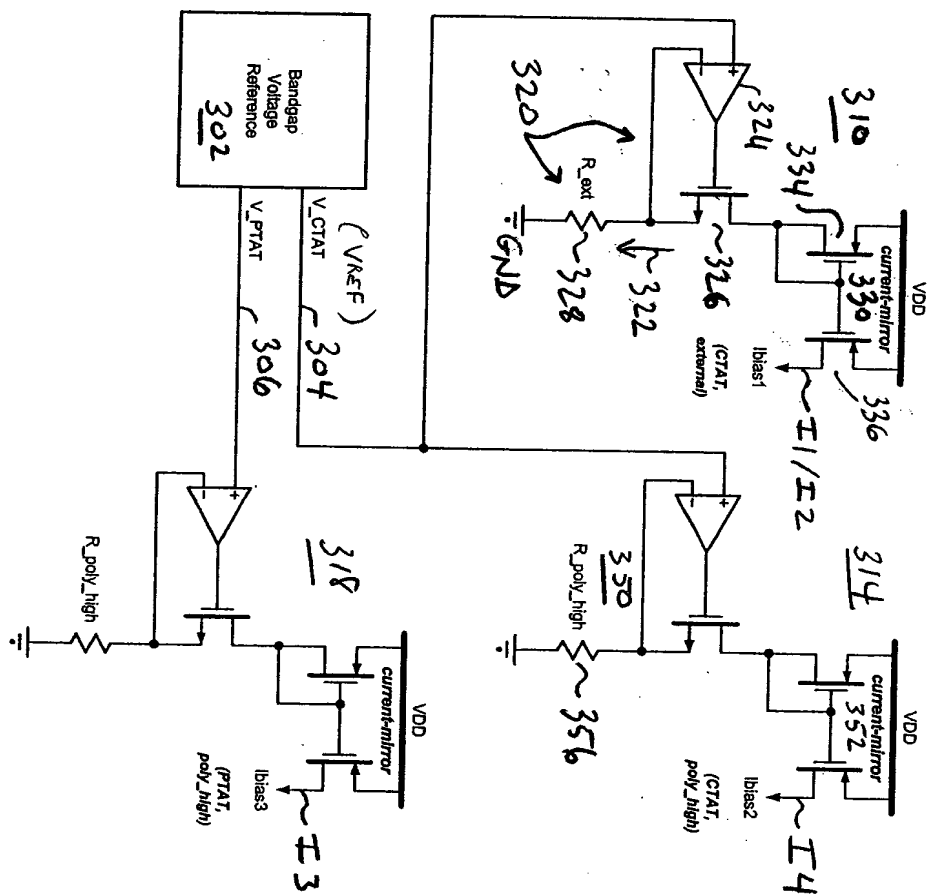 Bandgap
Voltage
Reference
302
V_PTAT
306
V_CTAT
304
(VREF)
310
324
+
-
320
R_ext
328
GND
322
326
334
VDD
current-mirror
330
336
Ibias1
(CTAT,
external)
I1/I2
314
+
-
350
R_poly_high
356
VDD
current-mirror
352
Ibias2
(CTAT,
poly_high)
I4
318
+
-
R_poly_high
VDD
current-mirror
Ibias3
(PTAT,
poly_high)
I3